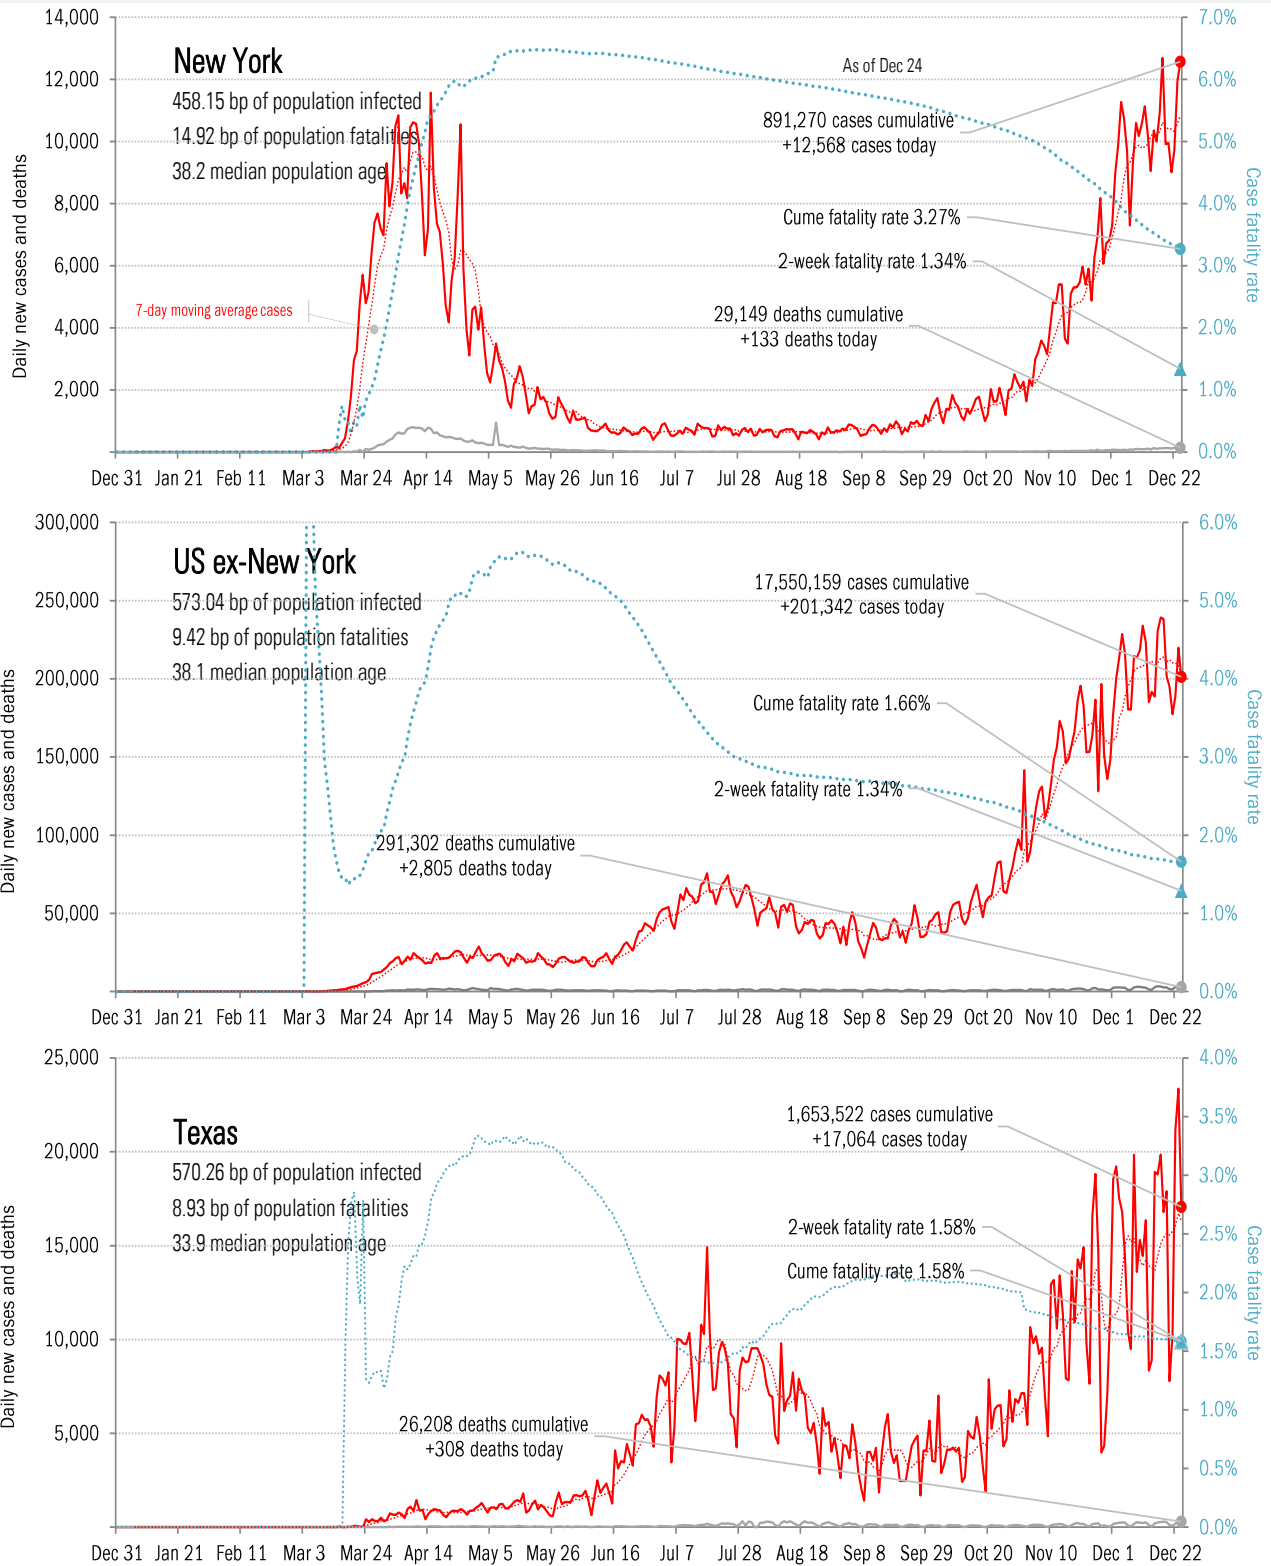 14,000
7.0%
New York
As of Dec 24
458.15 bp of population infected
14.92 bp of population fatalities
38.2 median population age
12,000
6.0%
891,270 cases cumulative
+12,568 cases today
10,000
5.0%
8,000
4.0%
Cume fatality rate 3.27%
2-week fatality rate 1.34%
6,000
3.0%
7-day moving average cases
29,149 deaths cumulative
+133 deaths today
4,000
2.0%
2,000
1.0%
0.0%
Daily new cases and deaths
Case fatality rate
Dec 31 Jan 21 Feb 11 Mar 3 Mar 24 Apr 14 May 5 May 26 Jun 16 Jul 7 Jul 28 Aug 18 Sep 8 Sep 29 Oct 20 Nov 10 Dec 1 Dec 22
300,000
6.0%
US ex-New York
573.04 bp of population infected
9.42 bp of population fatalities
38.1 median population age
17,550,159 cases cumulative
+201,342 cases today
250,000
5.0%
200,000
4.0%
Cume fatality rate 1.66%
150,000
3.0%
2-week fatality rate 1.34%
291,302 deaths cumulative
+2,805 deaths today
100,000
2.0%
50,000
1.0%
0.0%
Daily new cases and deaths
Case fatality rate
Dec 31 Jan 21 Feb 11 Mar 3 Mar 24 Apr 14 May 5 May 26 Jun 16 Jul 7 Jul 28 Aug 18 Sep 8 Sep 29 Oct 20 Nov 10 Dec 1 Dec 22
25,000
4.0%
3.5%
Texas
570.26 bp of population infected
8.93 bp of population fatalities
33.9 median population age
1,653,522 cases cumulative
+17,064 cases today
20,000
3.0%
2-week fatality rate 1.58%
Cume fatality rate 1.58%
15,000
2.5%
2.0%
10,000
1.5%
26,208 deaths cumulative
+308 deaths today
1.0%
5,000
0.5%
0.0%
Daily new cases and deaths
Case fatality rate
Dec 31 Jan 21 Feb 11 Mar 3 Mar 24 Apr 14 May 5 May 26 Jun 16 Jul 7 Jul 28 Aug 18 Sep 8 Sep 29 Oct 20 Nov 10 Dec 1 Dec 22